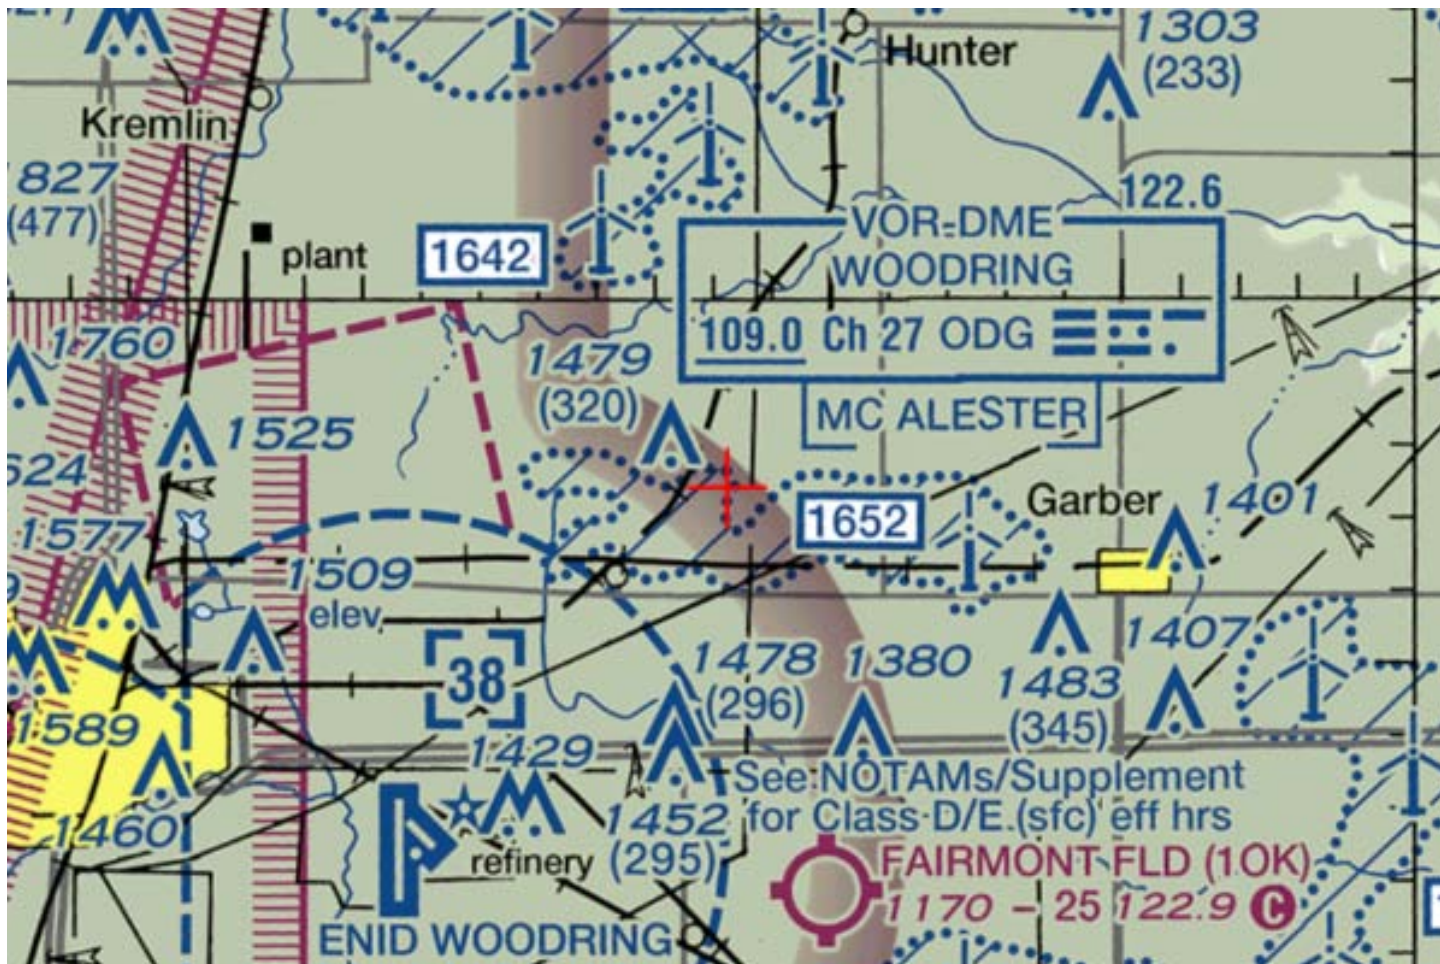 1303
(233)
Hunter
Kremlin
827
(477)
122.6
VOR-DME
WOODRING
109.0 Ch 27 ODG
MC ALESTER
1642
plant
1760
1479
(320)
1525
624
1652
Garber
1401
1577
1509
elev
38
1478
(296)
1380
1483
(345)
1407
1589
1429
See NOTAMs/Supplement
for Class D/E (sfc) eff hrs
1460
1452
(295)
refinery
FAIRMONT FLD (1OK)
1170 - 25 122.9 C
ENID WOODRING